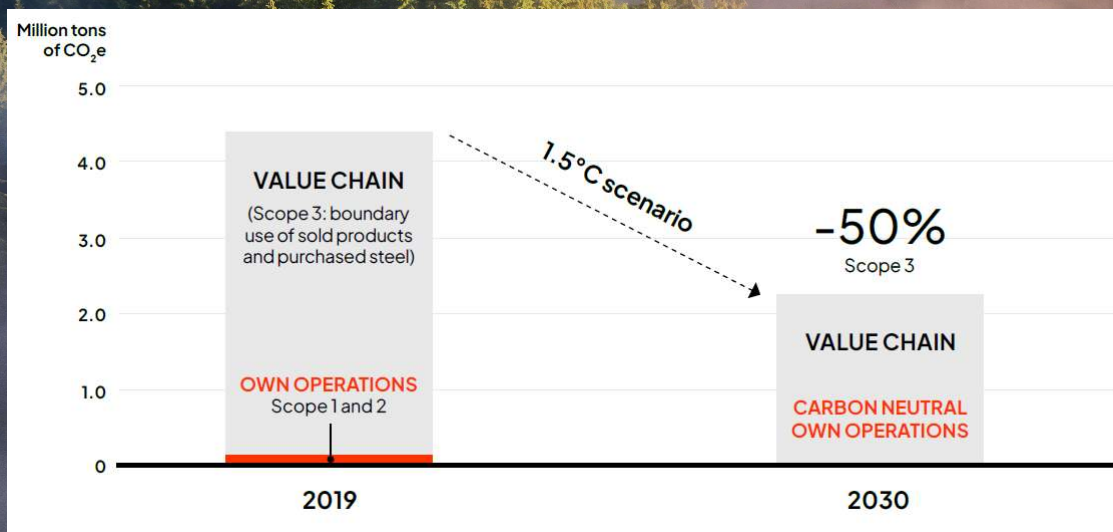 Million tons
of CO₂e
5.0
4.0
3.0
2.0
1.0
0
VALUE CHAIN
(Scope 3: boundary
use of sold products
and purchased steel)
OWN OPERATIONS
Scope 1 and 2
1.5°C scenario
-50%
Scope 3
VALUE CHAIN
CARBON NEUTRAL
OWN OPERATIONS
2019
2030